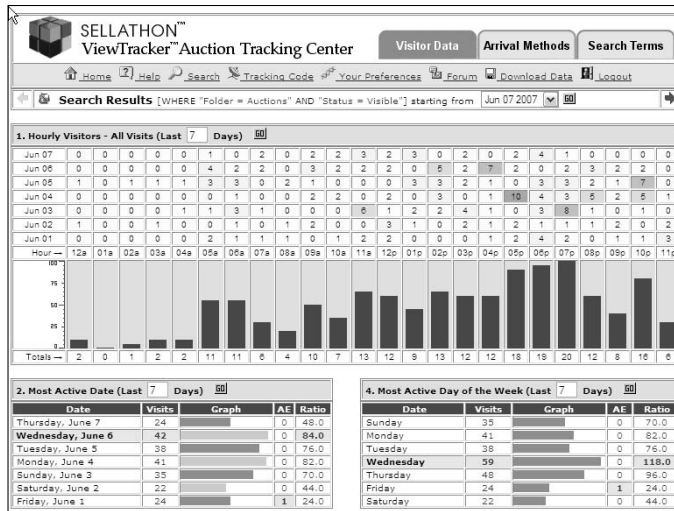 SELLATHON™
ViewTracker™ Auction Tracking Center
Visitor Data Arrival Methods Search Terms
Home Help Search Tracking Code Your Preferences Forum Download Data Logout
Search Results [WHERE "Folder = Auctions" AND "Status = Visible"] starting from Jun 07 2007 GO
1. Hourly Visitors - All Visits (Last 7 Days) GO
Jun 07 0 0 0 0 0 1 0 2 0 2 2 3 2 3 0 2 0 2 4 1 0 0 0 0
Jun 06 0 0 0 0 0 4 2 2 0 3 2 2 2 0 5 2 7 2 0 2 3 2 2 0
Jun 05 1 0 1 1 1 3 3 0 2 1 0 0 0 3 3 2 1 0 3 3 2 1 7 0
Jun 04 0 0 0 0 0 0 1 0 0 2 2 0 2 0 3 0 1 10 4 3 5 2 5 1
Jun 03 0 0 0 0 1 1 3 1 0 0 0 6 1 2 2 4 1 0 3 8 1 0 1 0
Jun 02 1 0 0 1 0 0 1 0 1 2 0 0 3 1 0 2 1 2 1 1 1 2 0 2
Jun 01 0 0 0 0 0 2 1 1 1 0 1 2 2 0 0 0 1 2 4 2 0 1 1 3
Hour → 12a 01a 02a 03a 04a 05a 06a 07a 08a 09a 10a 11a 12p 01p 02p 03p 04p 05p 06p 07p 08p 09p 10p 11p
100
75
50
25
0
Totals → 2 0 1 2 2 11 11 6 4 10 7 13 12 9 13 12 12 18 19 20 12 8 16 6
2. Most Active Date (Last 7 Days) GO
Date Visits Graph AE Ratio
Thursday, June 7 24 0 48.0
Wednesday, June 6 42 0 84.0
Tuesday, June 5 38 0 76.0
Monday, June 4 41 0 82.0
Sunday, June 3 35 0 70.0
Saturday, June 2 22 0 44.0
Friday, June 1 24 1 24.0
4. Most Active Day of the Week (Last 7 Days) GO
Date Visits Graph AE Ratio
Sunday 35 0 70.0
Monday 41 0 82.0
Tuesday 38 0 76.0
Wednesday 59 0 118.0
Thursday 48 0 96.0
Friday 24 1 24.0
Saturday 22 0 44.0